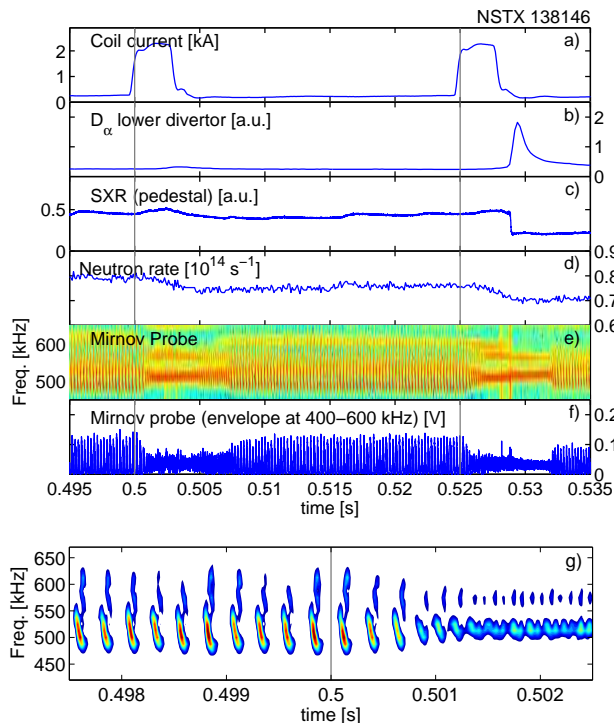 NSTX 138146
Coil current [kA]
a)
2
1
0
D_α lower divertor [a.u.]
b)
2
1
0
SXR (pedestal) [a.u.]
c)
0.5
0
Neutron rate [10^14 s^−1]
d)
0.9
0.8
0.7
0.6
Mirnov Probe
e)
600
500
Freq. [kHz]
Mirnov probe (envelope at 400−600 kHz) [V]
f)
0.2
0.1
0
0.495 0.5 0.505 0.51 0.515 0.52 0.525 0.53 0.535
time [s]
g)
650
600
550
500
450
Freq. [kHz]
0.498 0.499 0.5 0.501 0.502
time [s]